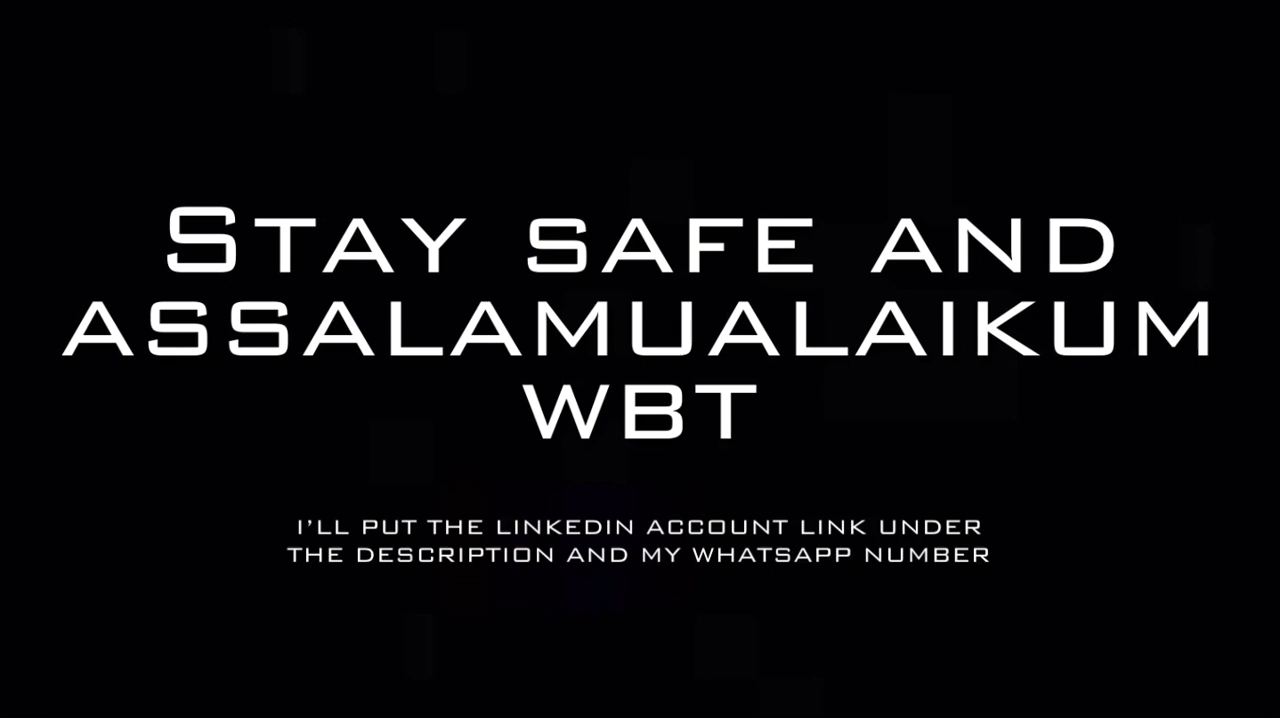 Stay safe and
assalamualaikum
wbt
i'll put the linkedin account link under
the description and my whatsapp number